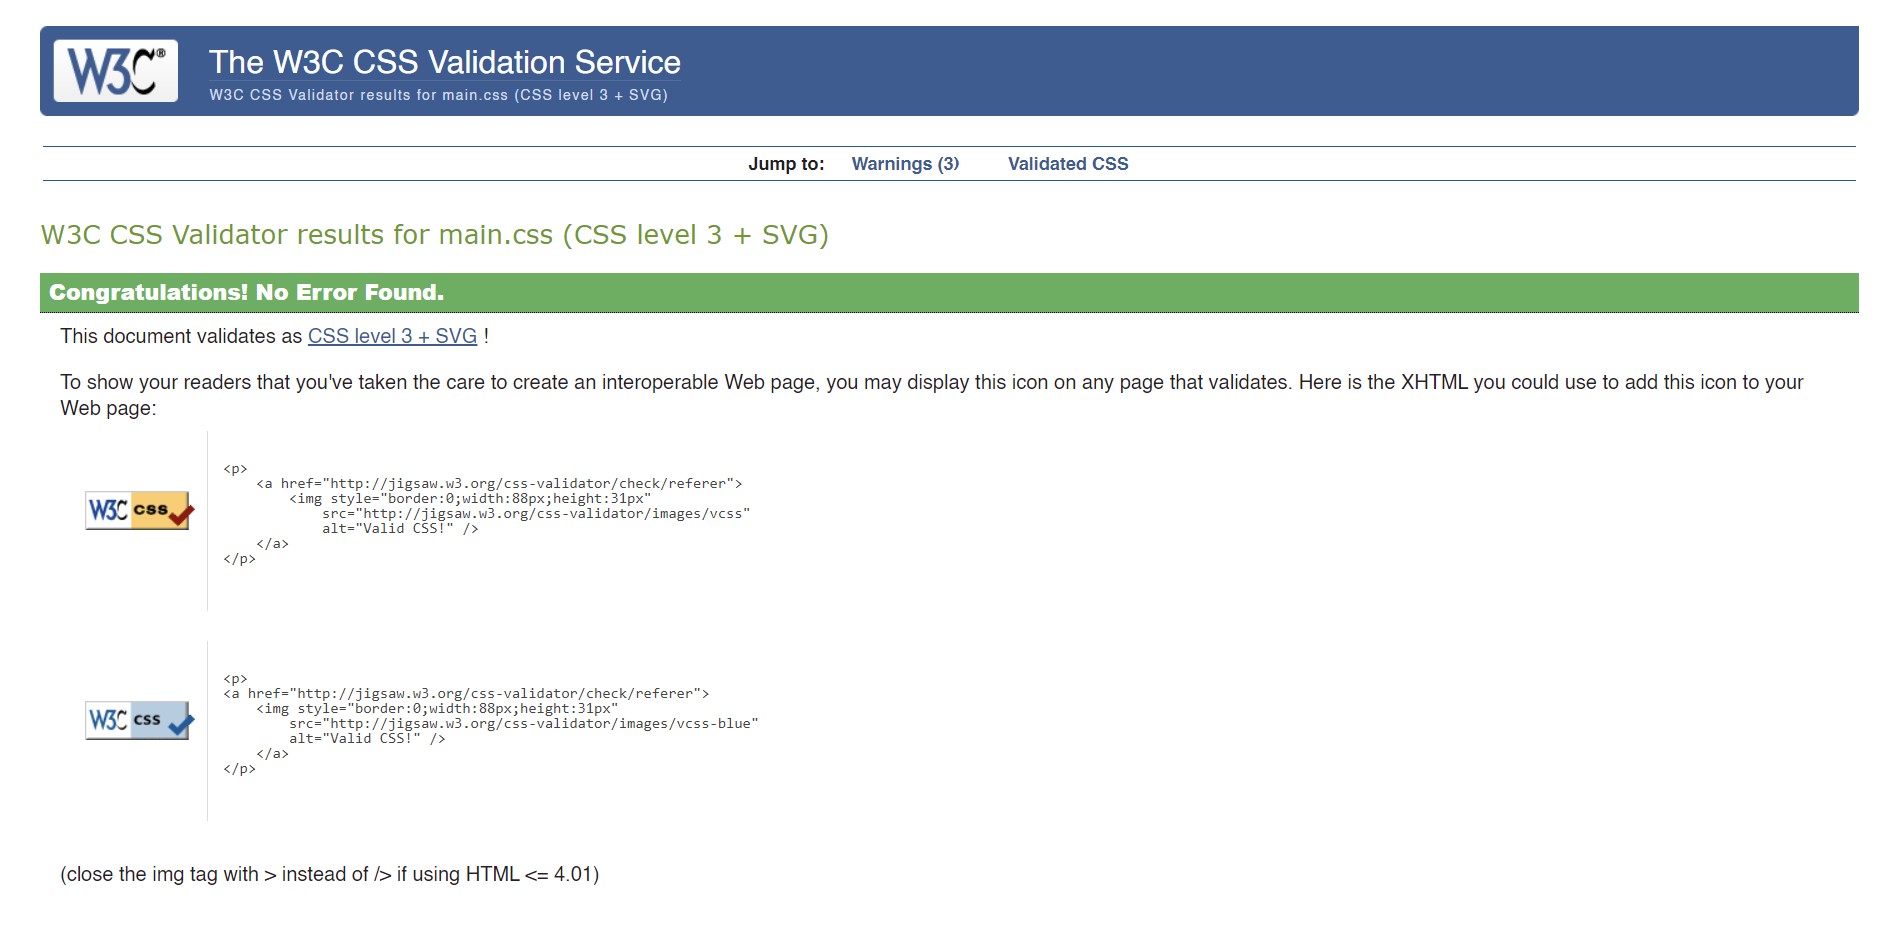 W3C®
The W3C CSS Validation Service
W3C CSS Validator results for main.css (CSS level 3 + SVG)
Jump to: Warnings (3) Validated CSS
W3C CSS Validator results for main.css (CSS level 3 + SVG)
Congratulations! No Error Found.
This document validates as CSS level 3 + SVG !
To show your readers that you've taken the care to create an interoperable Web page, you may display this icon on any page that validates. Here is the XHTML you could use to add this icon to your
Web page:
W3C css
<p>
    <a href="http://jigsaw.w3.org/css-validator/check/referer">
        <img style="border:0;width:88px;height:31px"
            src="http://jigsaw.w3.org/css-validator/images/vcss"
            alt="Valid CSS!" />
    </a>
</p>
W3C css
<p>
<a href="http://jigsaw.w3.org/css-validator/check/referer">
    <img style="border:0;width:88px;height:31px"
        src="http://jigsaw.w3.org/css-validator/images/vcss-blue"
        alt="Valid CSS!" />
    </a>
</p>
(close the img tag with > instead of /> if using HTML <= 4.01)